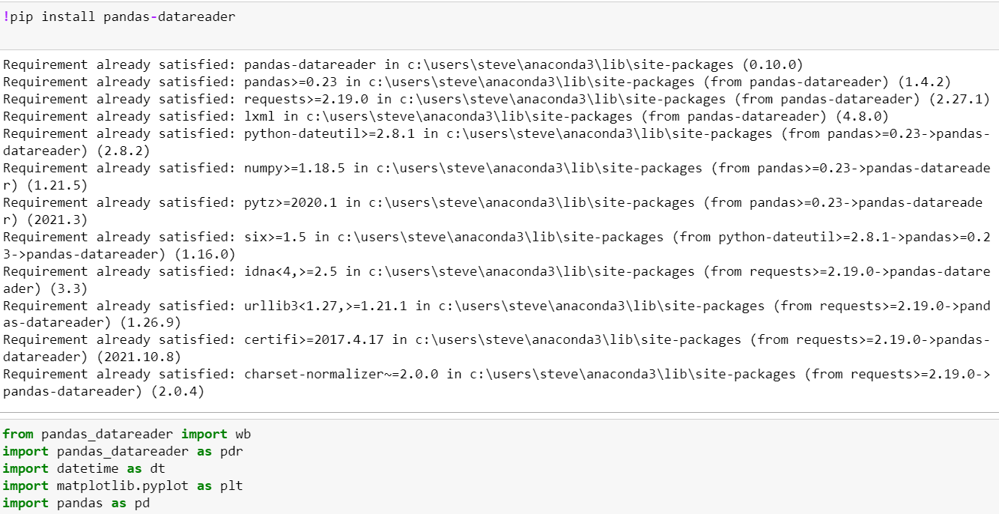 !pip install pandas-datareader
Requirement already satisfied: pandas-datareader in c:\users\steve\anaconda3\lib\site-packages (0.10.0)
Requirement already satisfied: pandas>=0.23 in c:\users\steve\anaconda3\lib\site-packages (from pandas-datareader) (1.4.2)
Requirement already satisfied: requests>=2.19.0 in c:\users\steve\anaconda3\lib\site-packages (from pandas-datareader) (2.27.1)
Requirement already satisfied: lxml in c:\users\steve\anaconda3\lib\site-packages (from pandas-datareader) (4.8.0)
Requirement already satisfied: python-dateutil>=2.8.1 in c:\users\steve\anaconda3\lib\site-packages (from pandas>=0.23->pandas-
datareader) (2.8.2)
Requirement already satisfied: numpy>=1.18.5 in c:\users\steve\anaconda3\lib\site-packages (from pandas>=0.23->pandas-datareade
r) (1.21.5)
Requirement already satisfied: pytz>=2020.1 in c:\users\steve\anaconda3\lib\site-packages (from pandas>=0.23->pandas-datareade
r) (2021.3)
Requirement already satisfied: six>=1.5 in c:\users\steve\anaconda3\lib\site-packages (from python-dateutil>=2.8.1->pandas>=0.2
3->pandas-datareader) (1.16.0)
Requirement already satisfied: idna<4,>=2.5 in c:\users\steve\anaconda3\lib\site-packages (from requests>=2.19.0->pandas-datare
ader) (3.3)
Requirement already satisfied: urllib3<1.27,>=1.21.1 in c:\users\steve\anaconda3\lib\site-packages (from requests>=2.19.0->pand
as-datareader) (1.26.9)
Requirement already satisfied: certifi>=2017.4.17 in c:\users\steve\anaconda3\lib\site-packages (from requests>=2.19.0->pandas-
datareader) (2021.10.8)
Requirement already satisfied: charset-normalizer~=2.0.0 in c:\users\steve\anaconda3\lib\site-packages (from requests>=2.19.0->
pandas-datareader) (2.0.4)
from pandas_datareader import wb
import pandas_datareader as pdr
import datetime as dt
import matplotlib.pyplot as plt
import pandas as pd